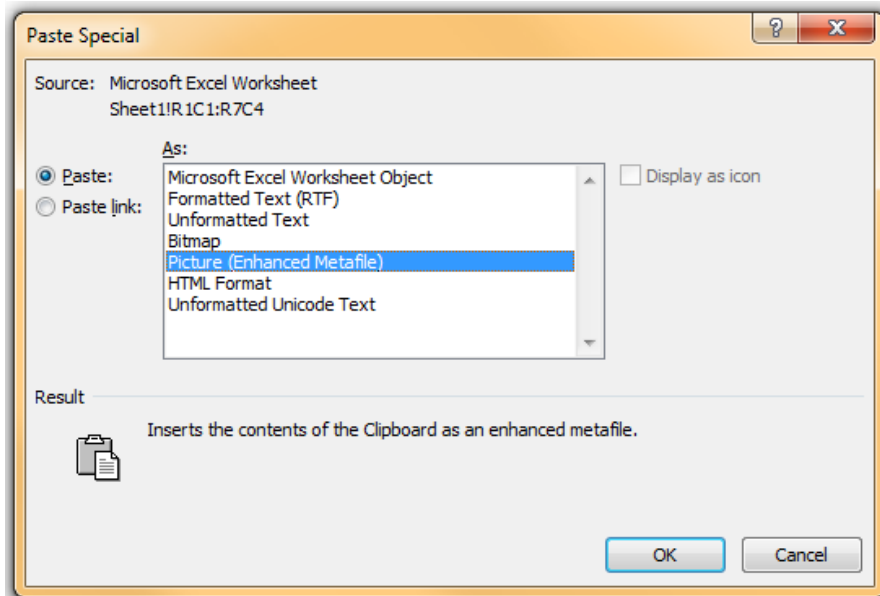 Paste Special
Source: Microsoft Excel Worksheet
Sheet1!R1C1:R7C4
As:
Paste:
Paste link:
Microsoft Excel Worksheet Object
Formatted Text (RTF)
Unformatted Text
Bitmap
Picture (Enhanced Metafile)
HTML Format
Unformatted Unicode Text
Display as icon
Result
Inserts the contents of the Clipboard as an enhanced metafile.
OK Cancel